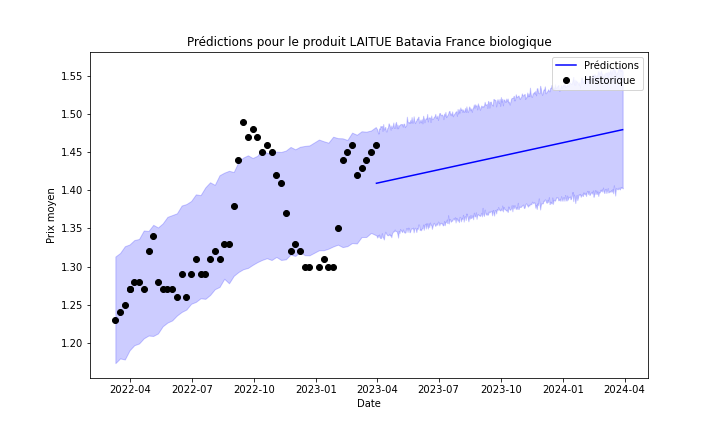 Prédictions pour le produit LAITUE Batavia France biologique
Prédictions
Historique
Prix moyen
1.55
1.50
1.45
1.40
1.35
1.30
1.25
1.20
2022-04 2022-07 2022-10 2023-01 2023-04 2023-07 2023-10 2024-01 2024-04
Date